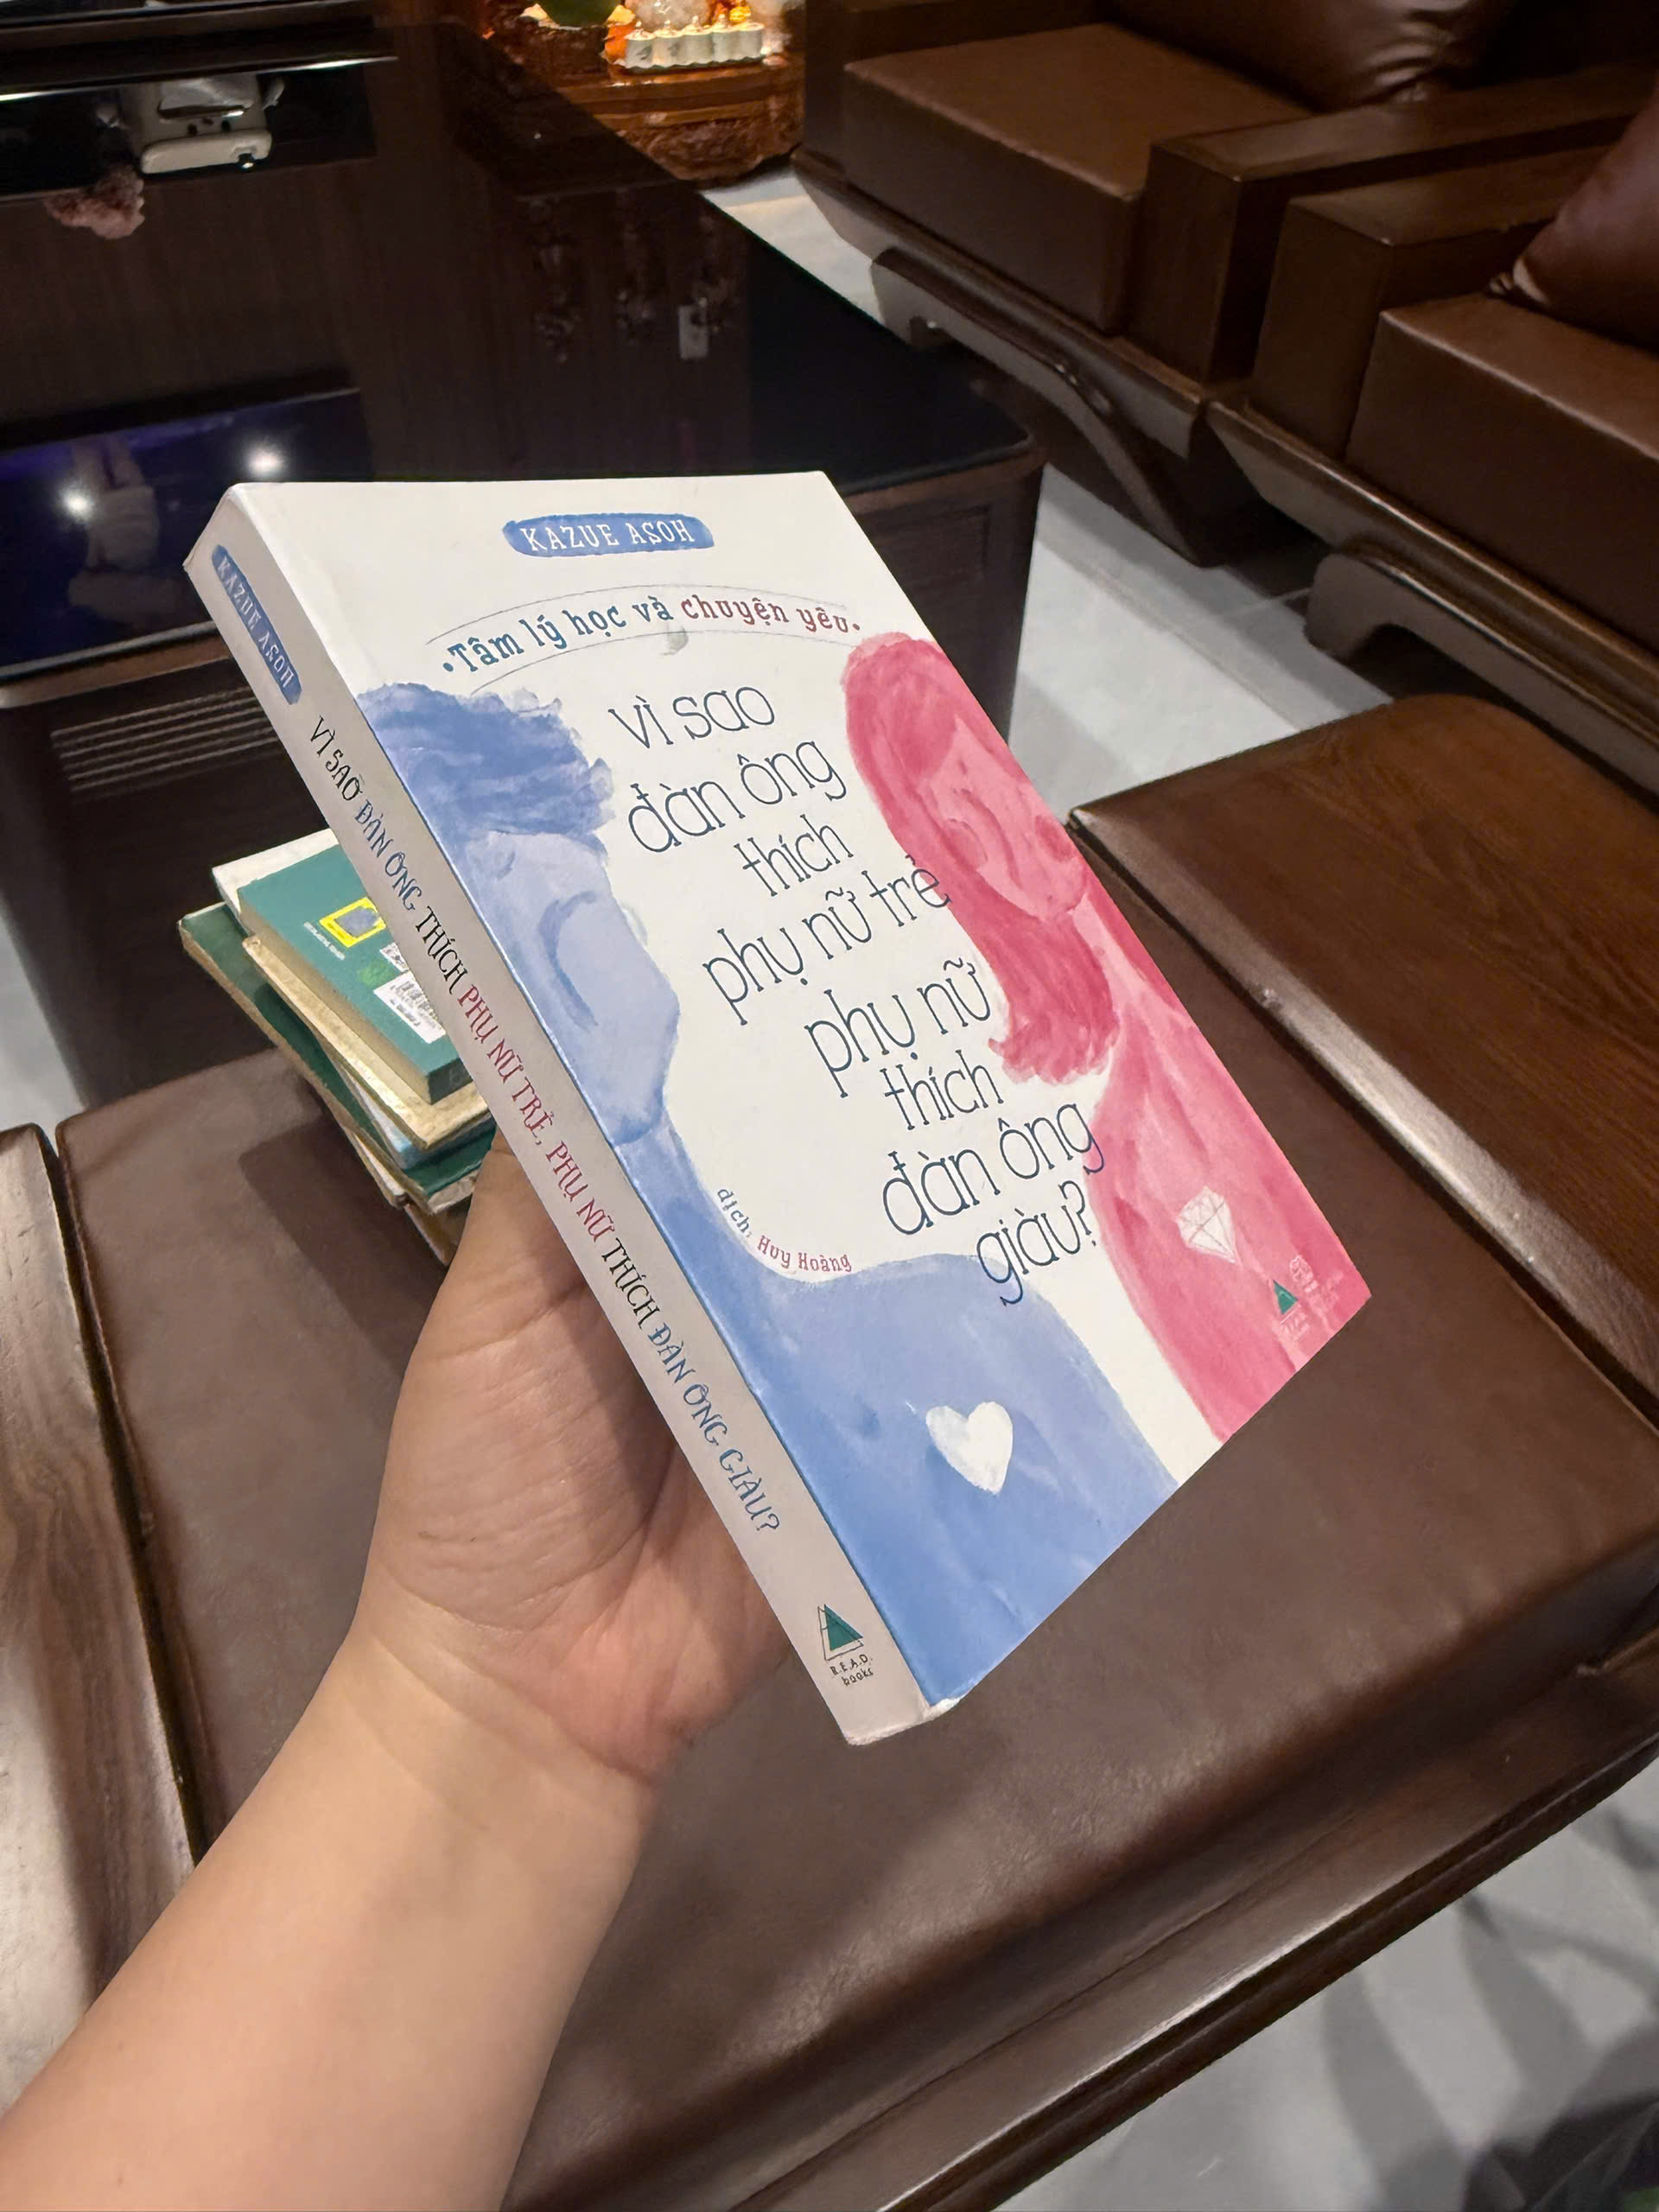 KAZUE ASOH
•Tâm lý học và chuyện yêu•
vì sao
đàn ông
thích
phụ nữ trẻ
phụ nữ
thích
đàn ông
giàu?
dịch: Huy Hoàng
KAZUE ASOH
VÌ SAO ĐÀN ÔNG THÍCH PHỤ NỮ TRẺ, PHỤ NỮ THÍCH ĐÀN ÔNG GIÀU?
R.E.A.D.
books